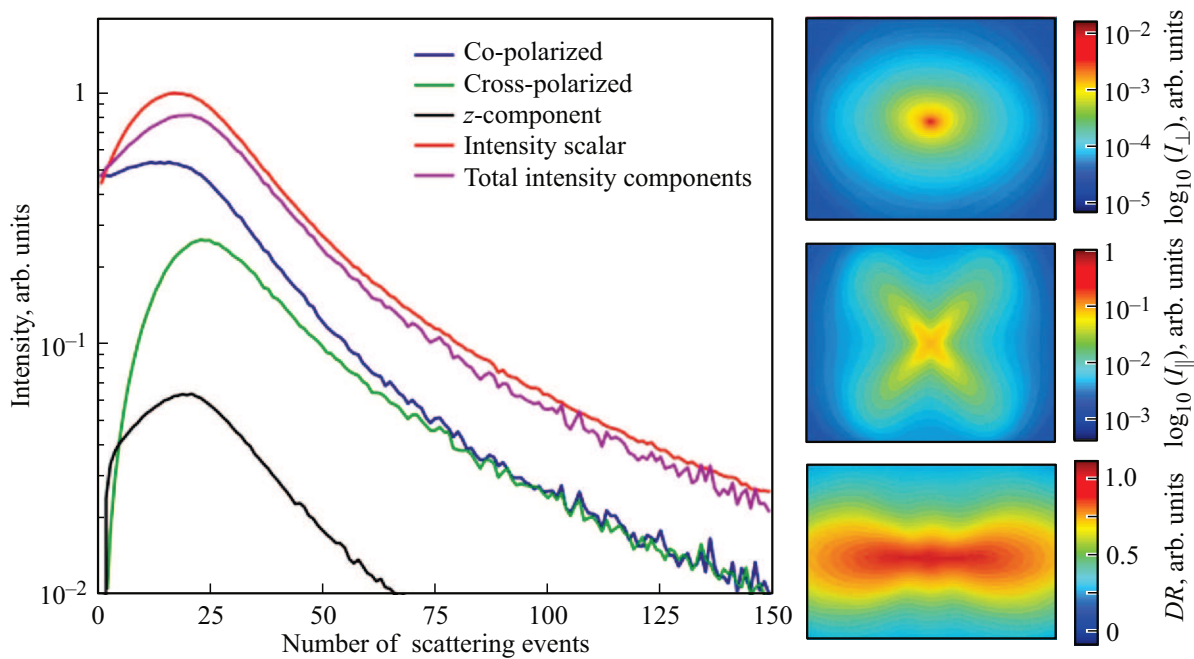 Co-polarized
Cross-polarized
z-component
Intensity scalar
Total intensity components
1
10⁻¹
10⁻²
Intensity, arb. units
0
25
50
75
100
125
150
Number of scattering events
10⁻²
10⁻³
10⁻⁴
10⁻⁵
log₁₀ (I⊥), arb. units
1
10⁻¹
10⁻²
10⁻³
log₁₀ (I∥), arb. units
1.0
0.5
0
DR, arb. units